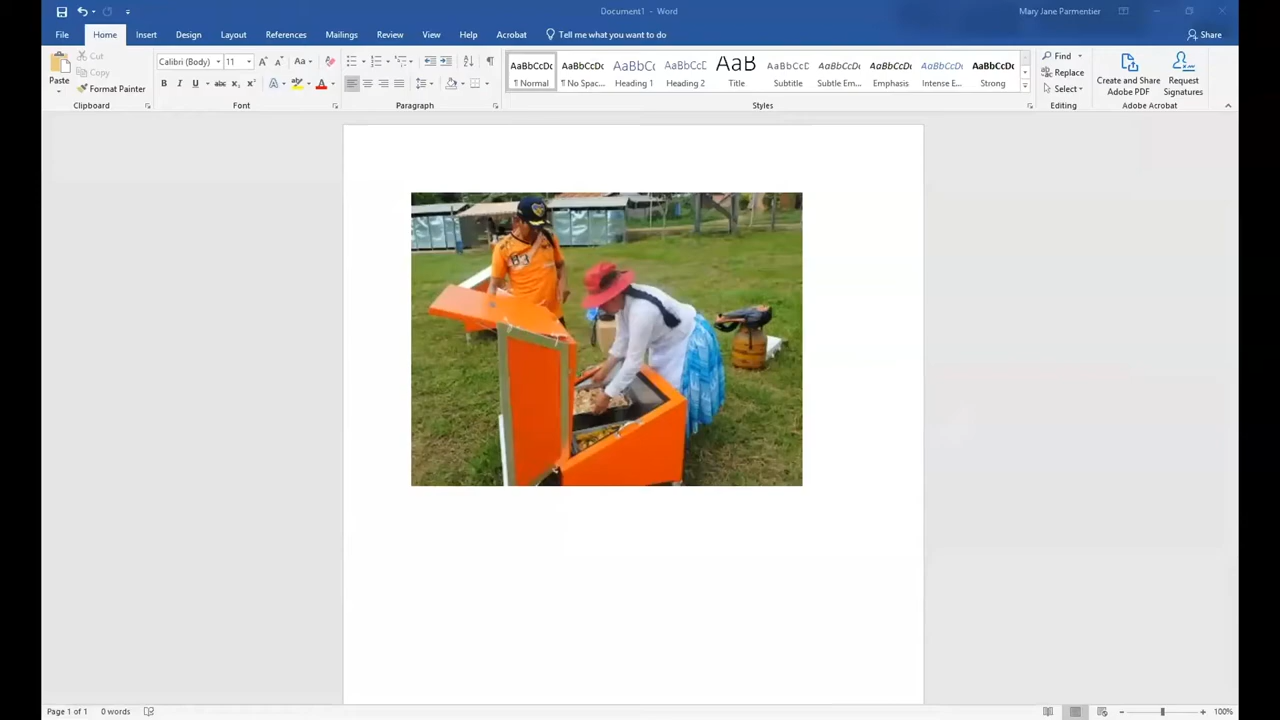 Document1 - Word
Mary Jane Parmentier
File Home Insert Design Layout References Mailings Review View Help Acrobat Tell me what you want to do Share
Paste
Cut
Copy
Format Painter
Clipboard
Calibri (Body) 11
Font
Paragraph
AaBbCcDc AaBbCcDc AaBbCc AaBbCcD AaB AaBbCcD AaBbCcDc AaBbCcDc AaBbCcDc AaBbCcDc
¶ Normal ¶ No Spac... Heading 1 Heading 2 Title Subtitle Subtle Em... Emphasis Intense E... Strong
Styles
Find
Replace
Select
Editing
Create and Share
Adobe PDF
Request
Signatures
Adobe Acrobat
83
Page 1 of 1 0 words 100%